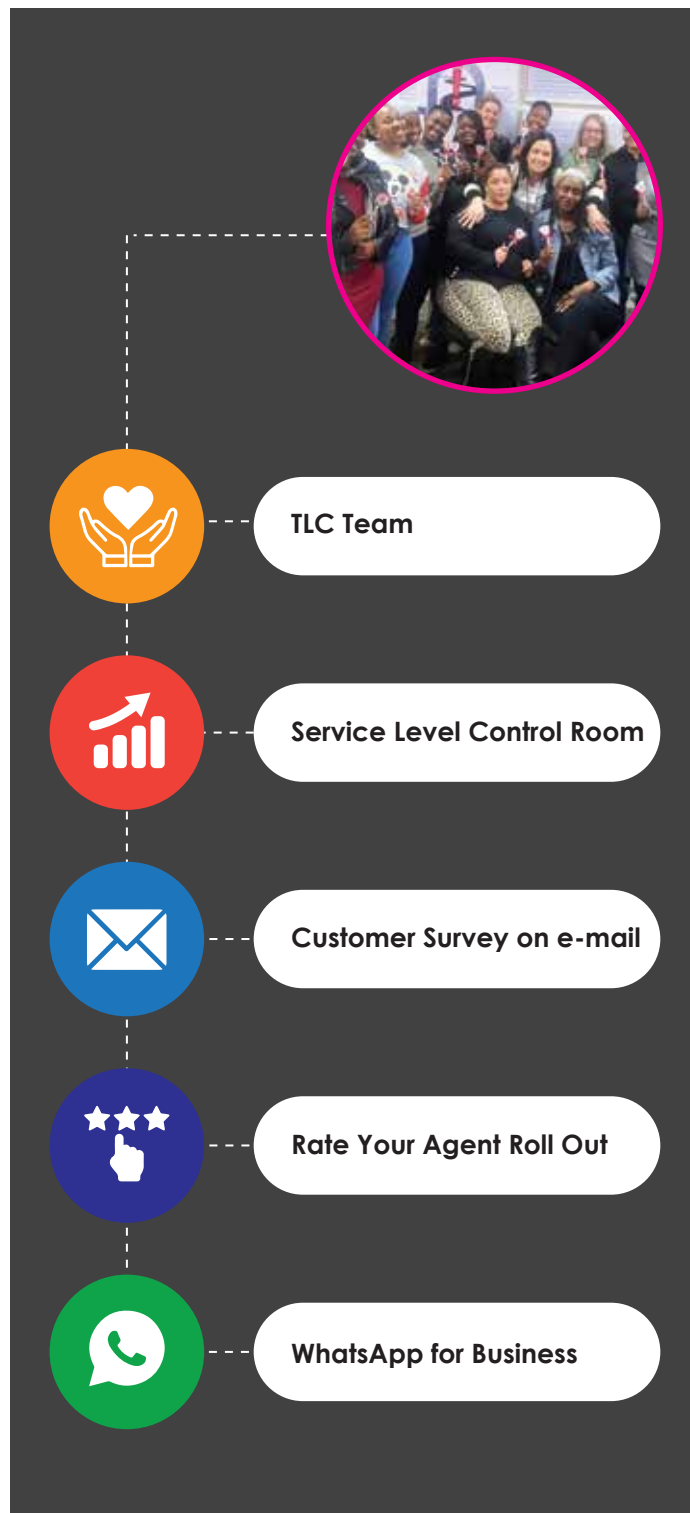 TLC Team
Service Level Control Room
Customer Survey on e-mail
Rate Your Agent Roll Out
WhatsApp for Business